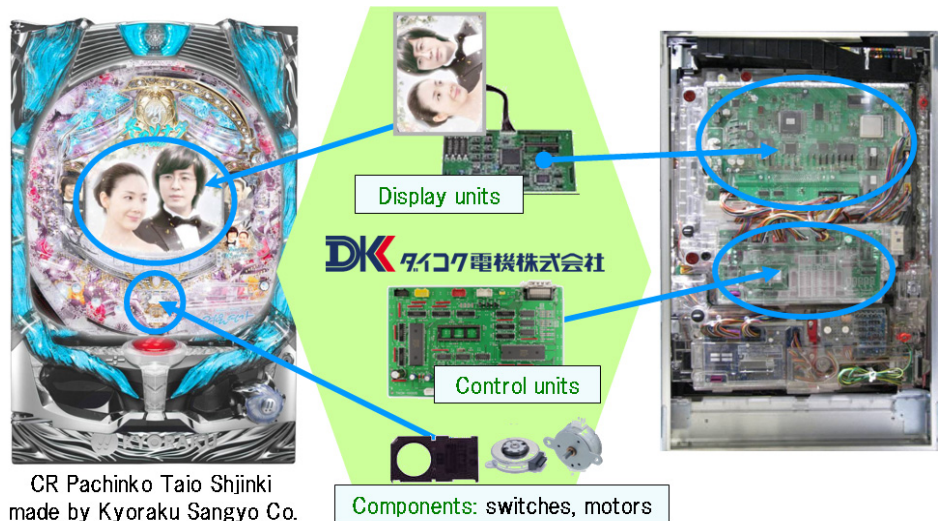 Display units
DK ダイコク電機株式会社
Control units
KYORAKU
CR Pachinko Taio Shjinki
made by Kyoraku Sangyo Co.
Components: switches, motors